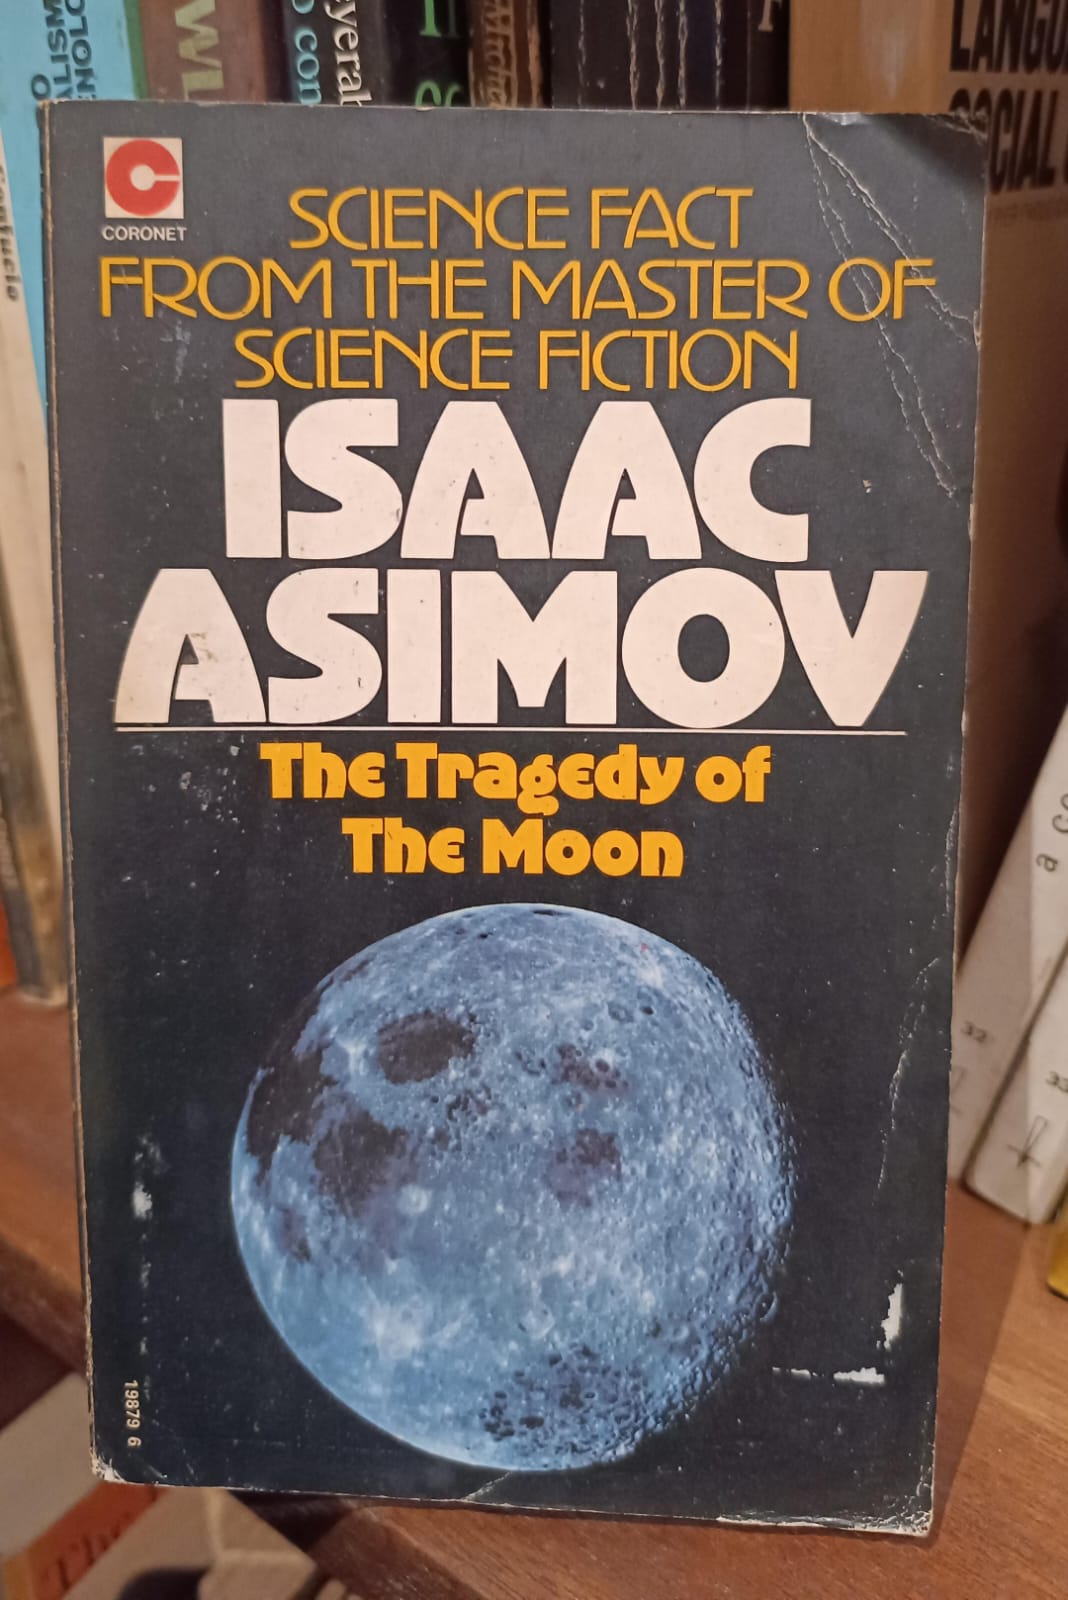 CORONET
SCIENCE FACT
FROM THE MASTER OF
SCIENCE FICTION
ISAAC
ASIMOV
The Tragedy of
The Moon
19879 6